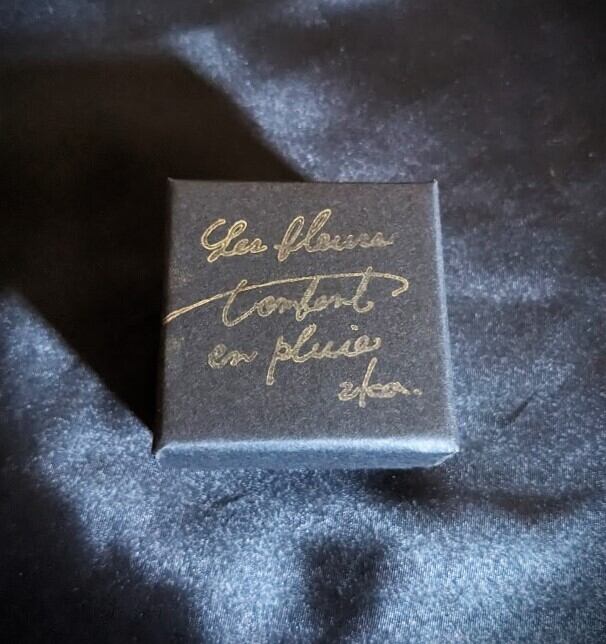 Les fleurs
tombent
en pluie